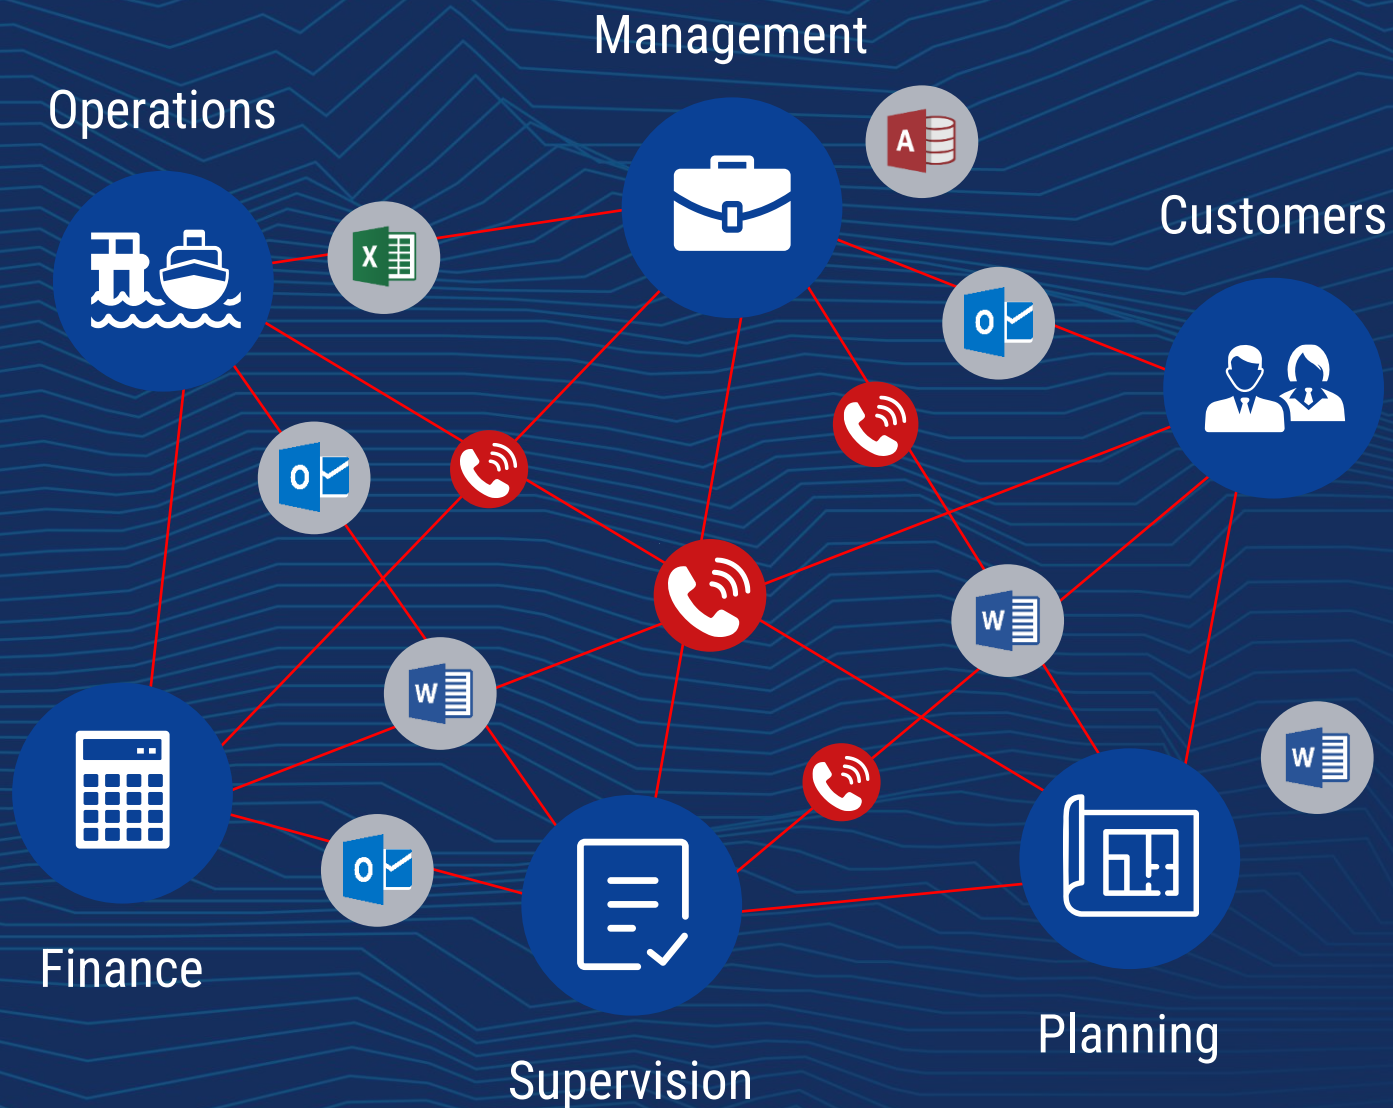 Management
Operations
A
Customers
X
O
O
W
W
W
O
Finance
Planning
Supervision